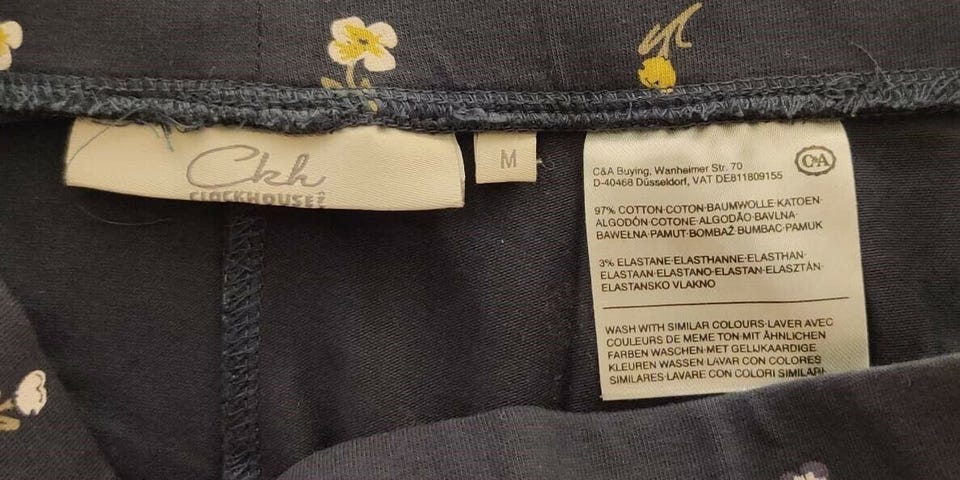 Ckh
CLOCKHOUSE
M
C&A
C&A Buying, Wanheimer Str. 70
D-40468 Düsseldorf, VAT DE811809155
97% COTTON·COTON·BAUMWOLLE·KATOEN·
ALGODÓN·COTONE·ALGODÃO·BAVLNA·
BAWEŁNA·PAMUT·BOMBAŽ·BUMBAC·PAMUK
3% ELASTANE·ELASTHANNE·ELASTHAN·
ELASTAAN·ELASTANO·ELASTAN·ELASZTÁN·
ELASTANSKO VLAKNO
WASH WITH SIMILAR COLOURS·LAVER AVEC
COULEURS DE MEME TON·MIT ÄHNLICHEN
FARBEN WASCHEN·MET GELIJKAARDIGE
KLEUREN WASSEN·LAVAR CON COLORES
SIMILARES·LAVARE CON COLORI SIMILARI